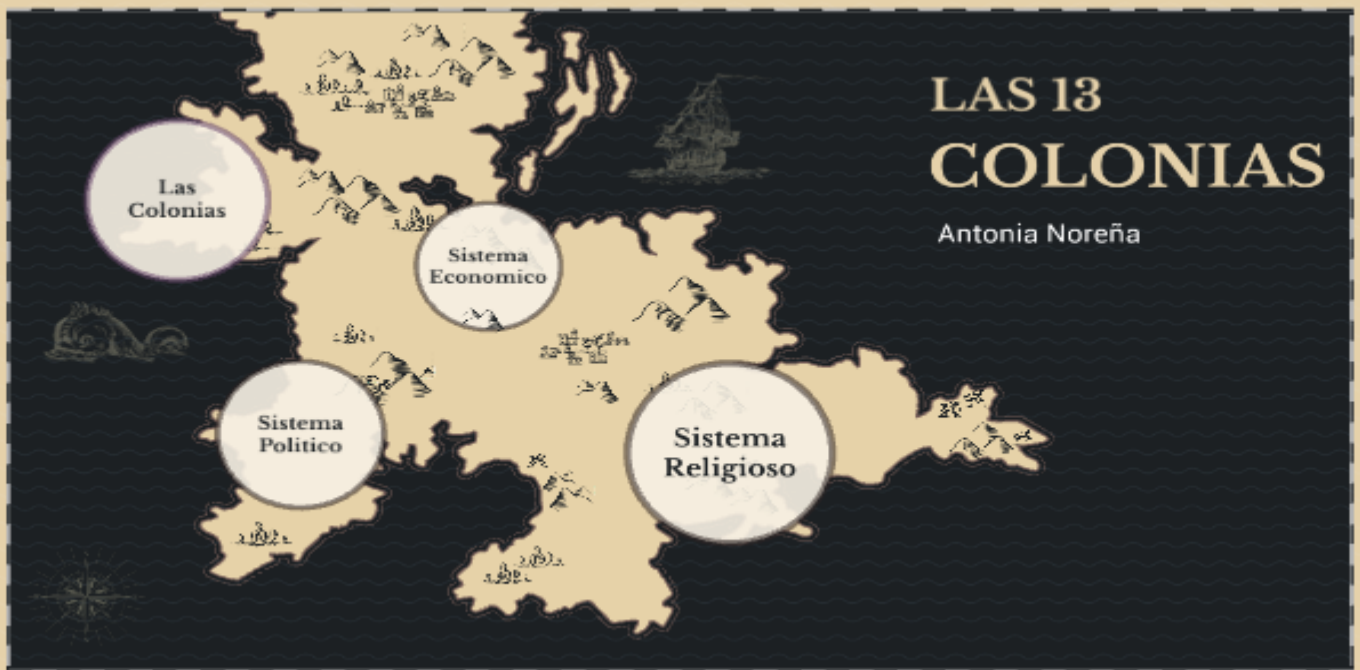 LAS 13
COLONIAS
Antonia Noreña
Las
Colonias
Sistema
Economico
Sistema
Politico
Sistema
Religioso